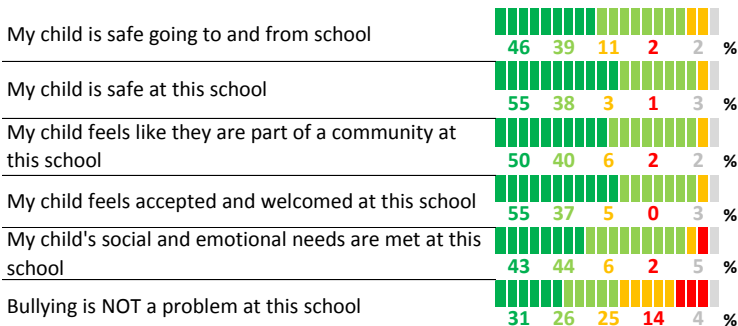 My child is safe going to and from school
46 39 11 2 2 %
My child is safe at this school
55 38 3 1 3 %
My child feels like they are part of a community at
this school
50 40 6 2 2 %
My child feels accepted and welcomed at this school
55 37 5 0 3 %
My child's social and emotional needs are met at this
school
43 44 6 2 5 %
Bullying is NOT a problem at this school
31 26 25 14 4 %